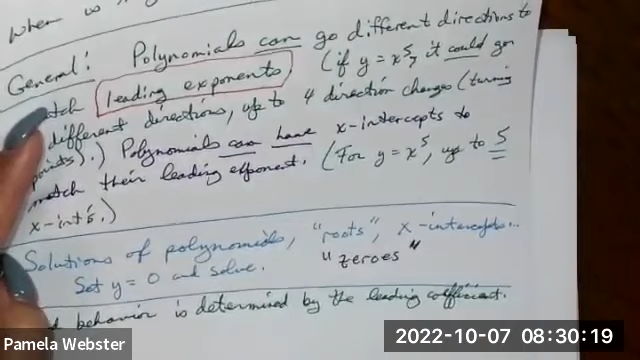 When is
General: Polynomials can go different directions to
match leading exponents (if y = x⁵, it could go
different directions, up to 4 direction changes (turning
points).) Polynomials can have x-intercepts to
match their leading exponent. (For y = x⁵, up to 5
x-int's.)
Solutions of polynomials, "roots", x-intercepts..
Set y = 0 and solve. "zeroes"
behavior is determined by the leading coefficient.
Pamela Webster
2022-10-07 08:30:19